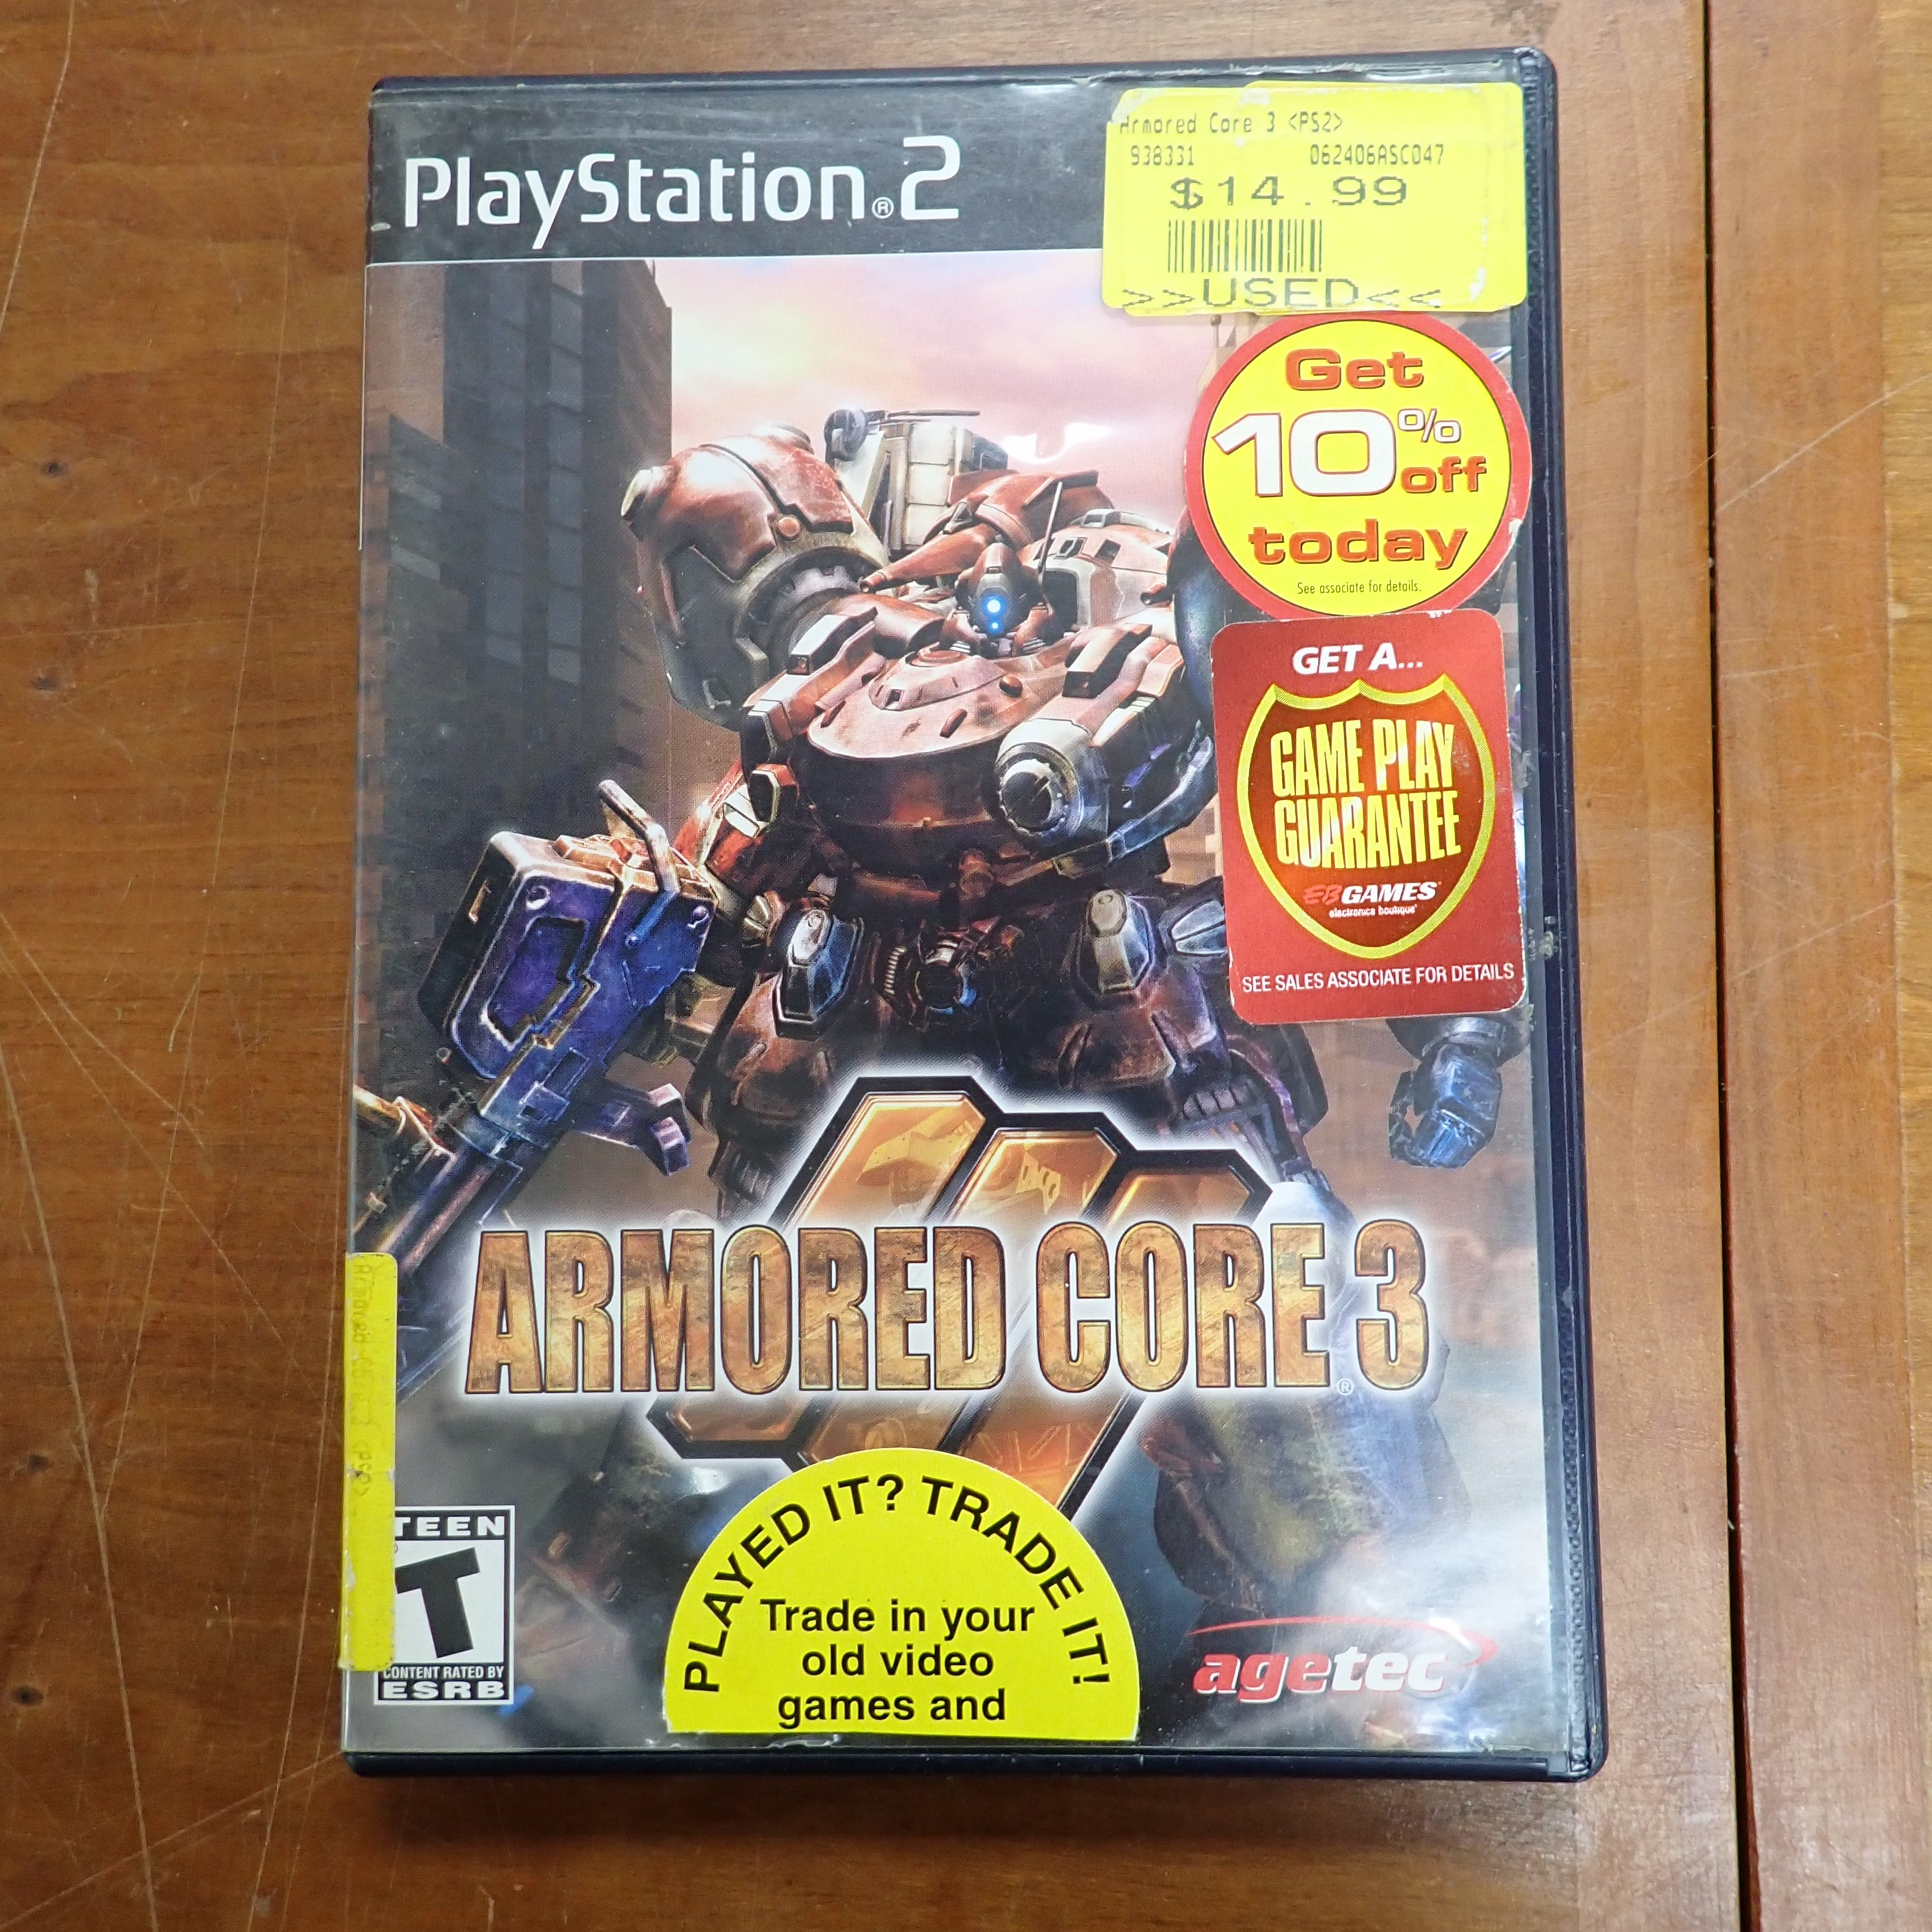 PlayStation®2
Armored Core 3 <PS2>
938331 062406ASC047
$14.99
>>USED<<
Get
10%
off
today
See associate for details.
GET A...
GAME PLAY
GUARANTEE
EBGAMES
electronics boutique
SEE SALES ASSOCIATE FOR DETAILS
ARMORED CORE 3
®
PLAYED IT? TRADE IT!
Trade in your
old video
games and
TEEN
T
CONTENT RATED BY
ESRB
agetec